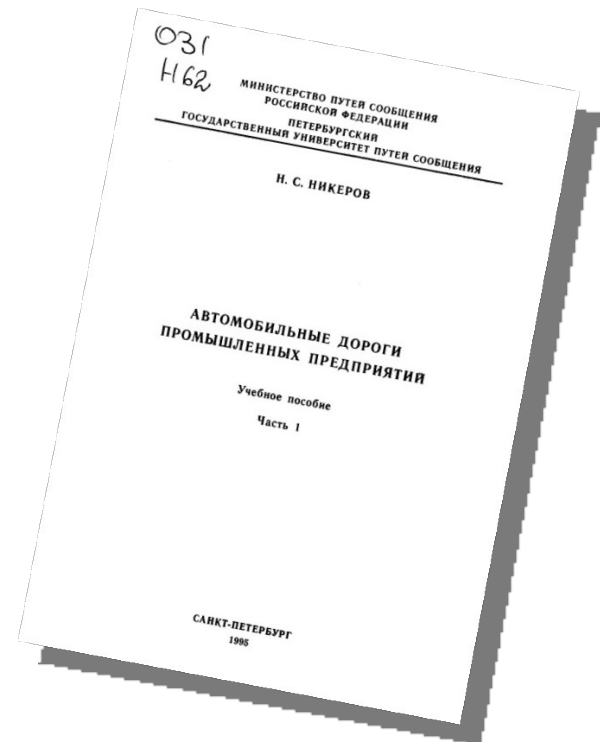 031
Н62
МИНИСТЕРСТВО ПУТЕЙ СООБЩЕНИЯ
РОССИЙСКОЙ ФЕДЕРАЦИИ
ПЕТЕРБУРГСКИЙ
ГОСУДАРСТВЕННЫЙ УНИВЕРСИТЕТ ПУТЕЙ СООБЩЕНИЯ
Н. С. НИКЕРОВ
АВТОМОБИЛЬНЫЕ ДОРОГИ
ПРОМЫШЛЕННЫХ ПРЕДПРИЯТИЙ
Учебное пособие
Часть 1
САНКТ-ПЕТЕРБУРГ
1995